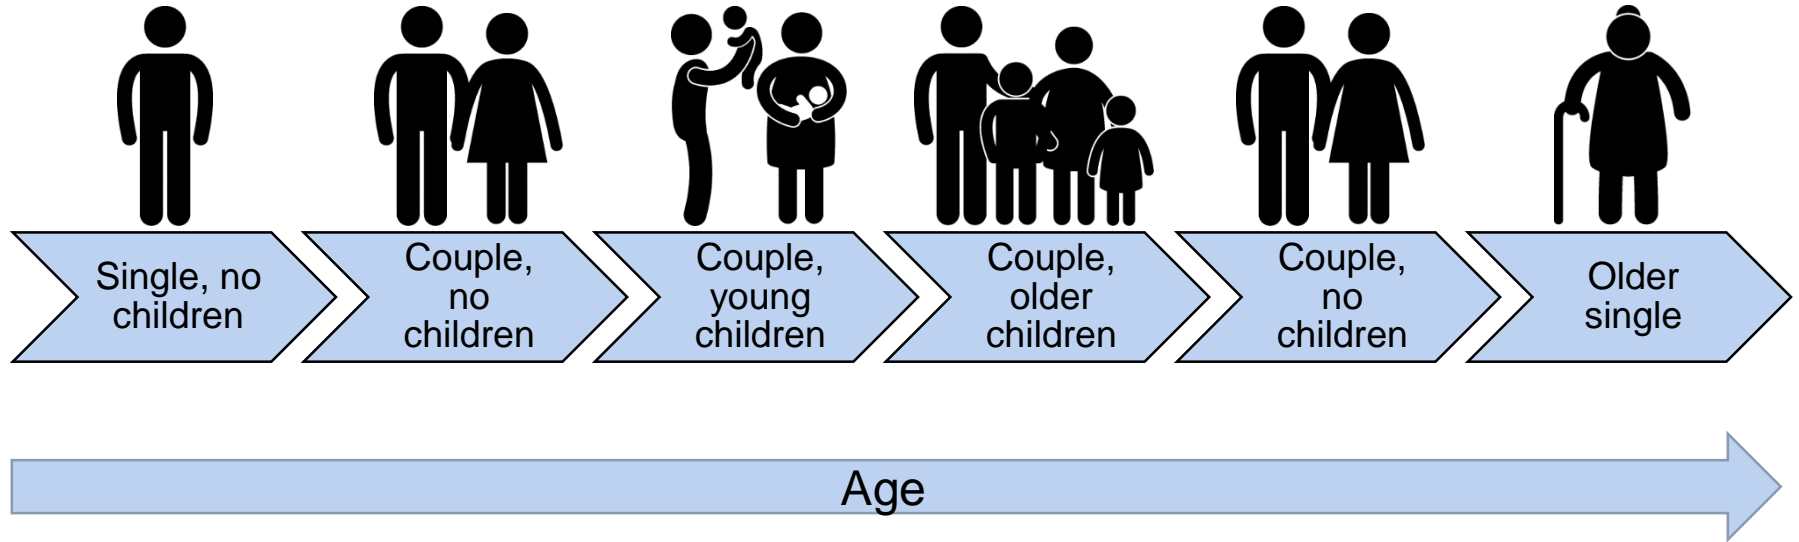 Single, no
children
Couple,
no
children
Couple,
young
children
Couple,
older
children
Couple,
no
children
Older
single
Age